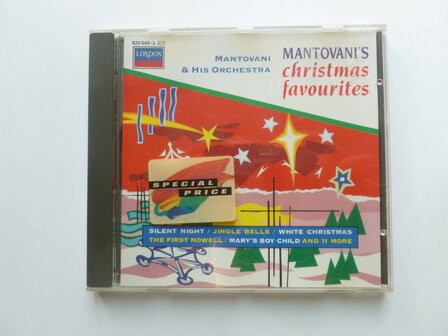 820 540-2
LONDON
MANTOVANI
& HIS ORCHESTRA
MANTOVANI'S
christmas
favourites
SPECIAL
PRICE
SILENT NIGHT / JINGLE BELLS / WHITE CHRISTMAS
THE FIRST NOWELL / MARY'S BOY CHILD AND 11 MORE